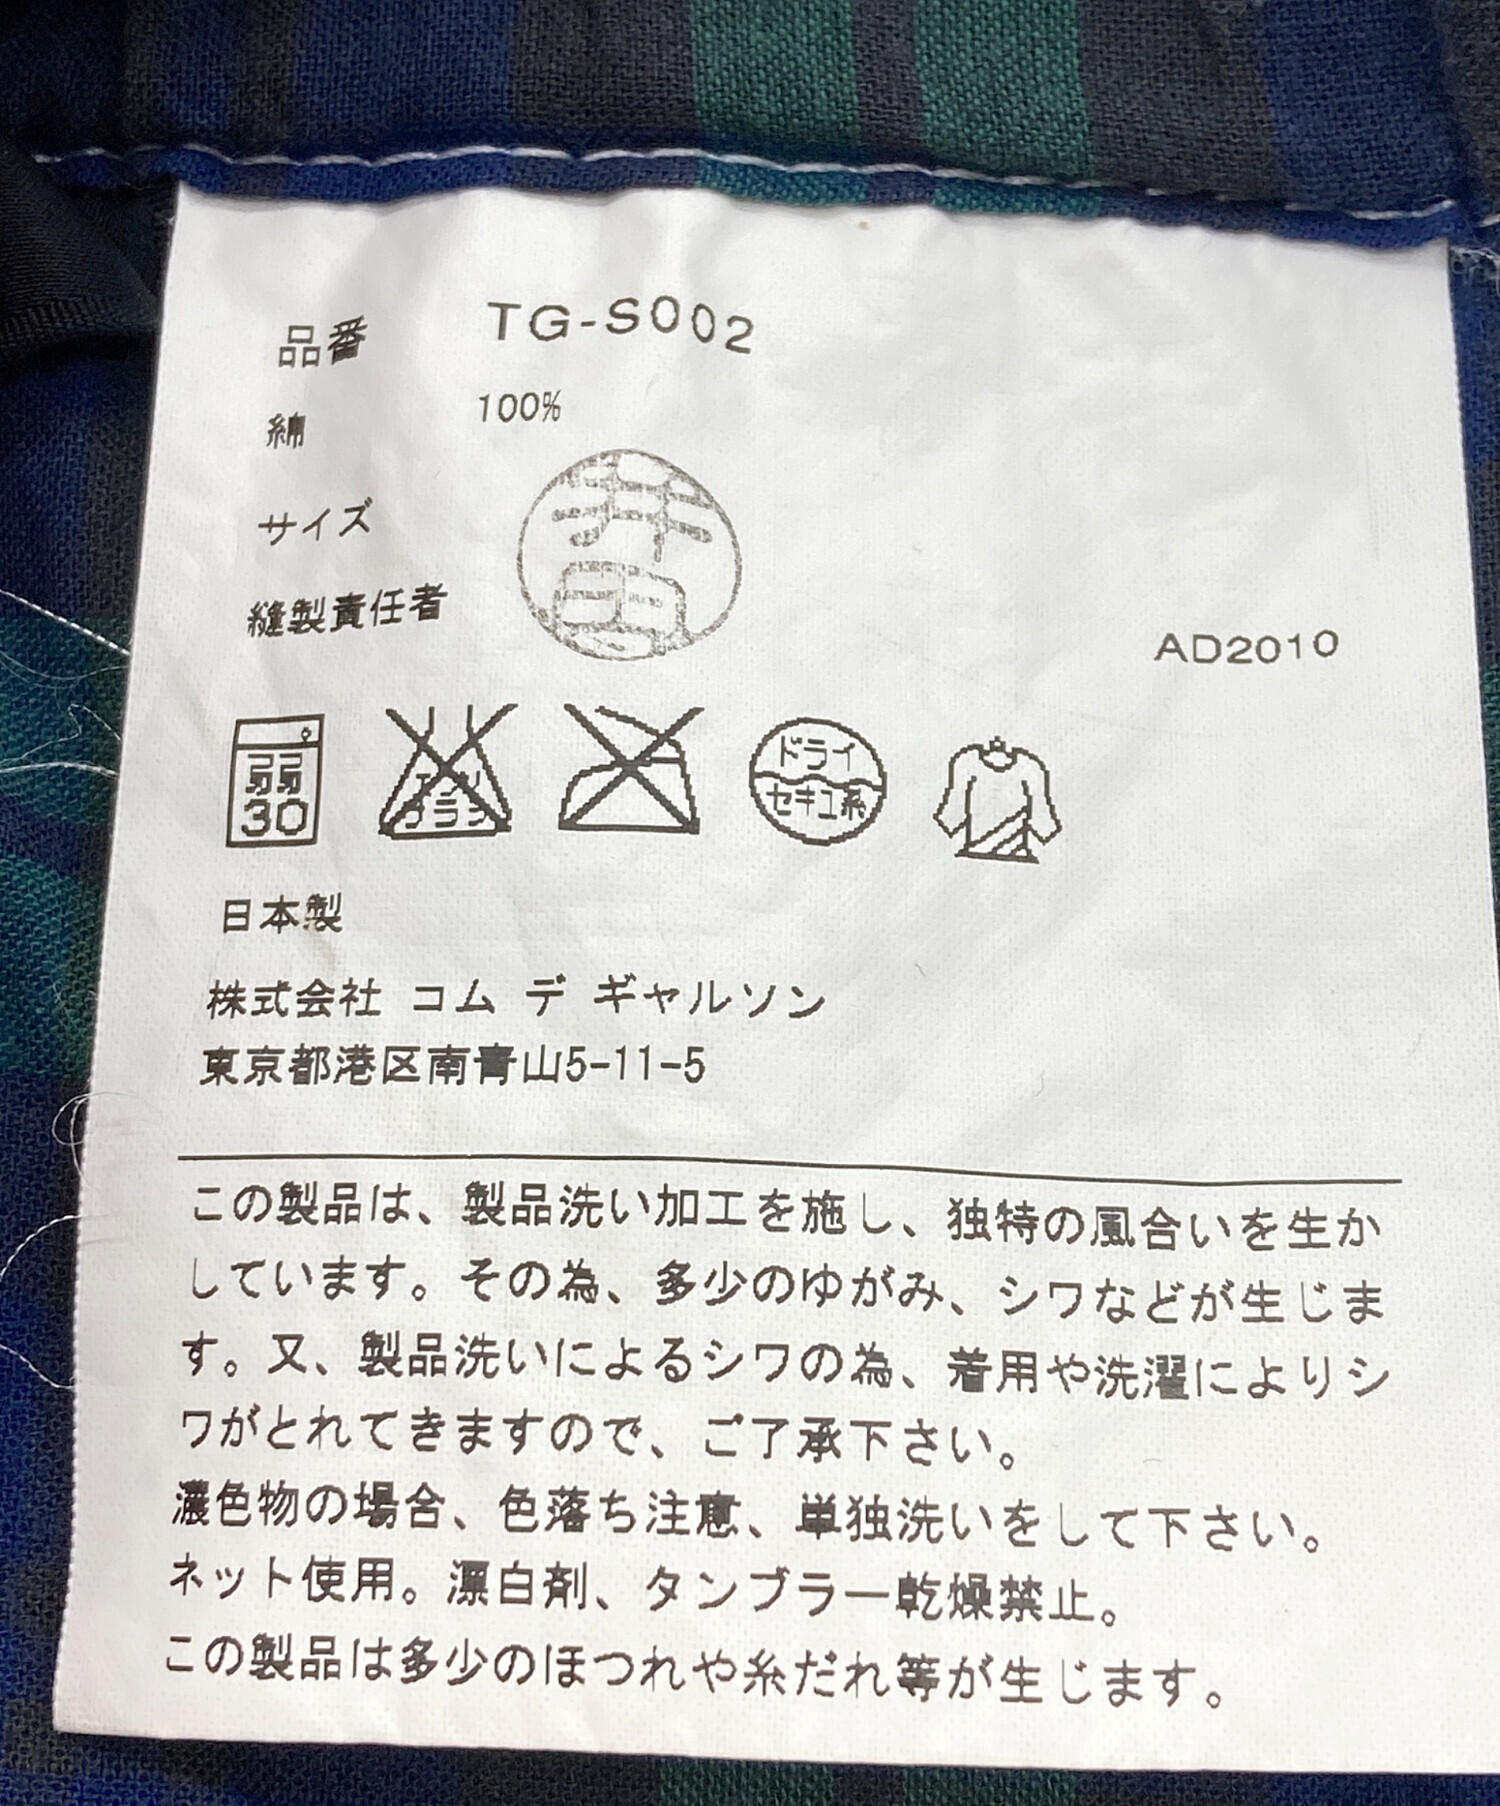 品番 TG-S002
綿 100%
サイズ
縫製責任者
AD2010
弱
30
エンソ
サラシ
ドライ
セキユ系
日本製
株式会社 コム デ ギャルソン
東京都港区南青山5-11-5
この製品は、製品洗い加工を施し、独特の風合いを生か
しています。その為、多少のゆがみ、シワなどが生じま
す。又、製品洗いによるシワの為、着用や洗濯によりシ
ワがとれてきますので、ご了承下さい。
濃色物の場合、色落ち注意、単独洗いをして下さい。
ネット使用。漂白剤、タンブラー乾燥禁止。
この製品は多少のほつれや糸だれ等が生じます。